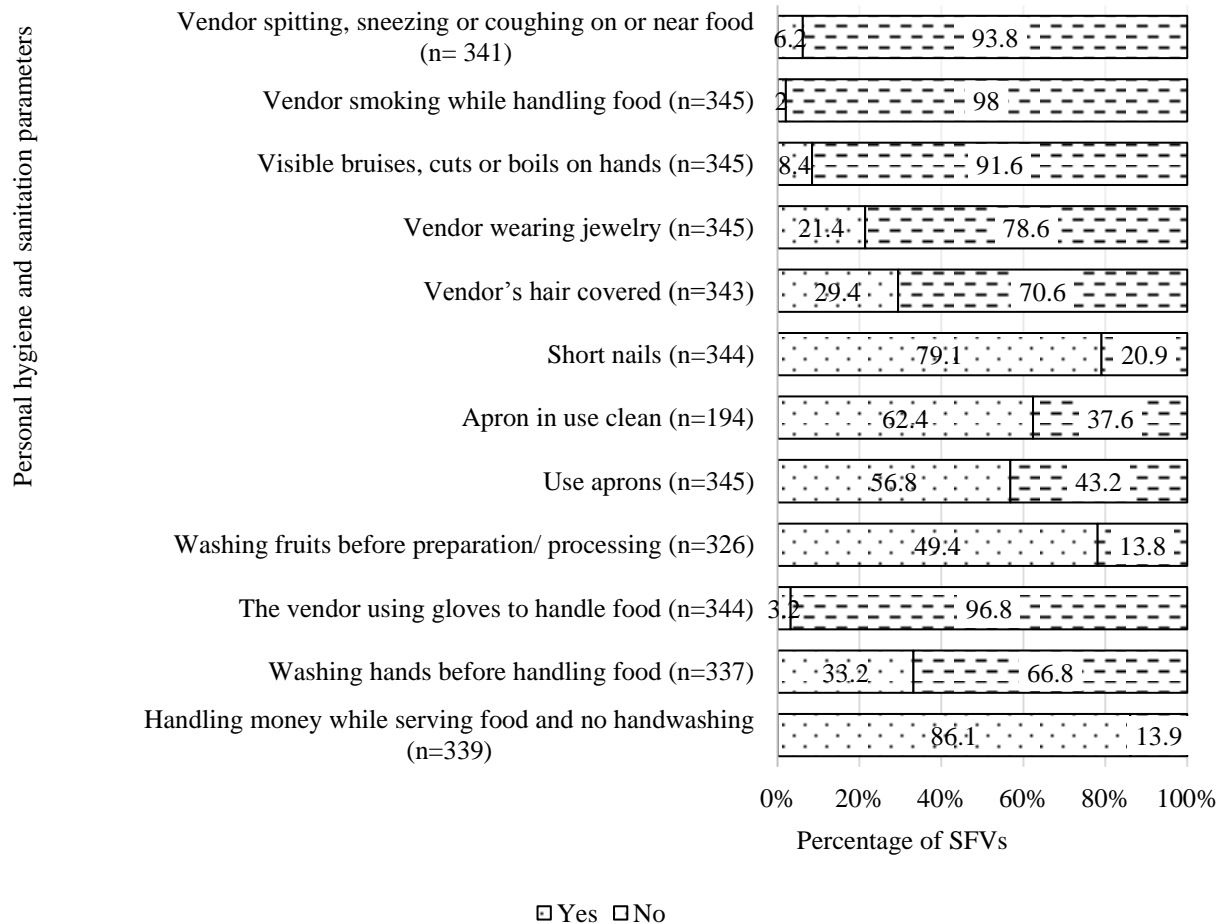 Personal hygiene and sanitation parameters
Vendor spitting, sneezing or coughing on or near food
(n= 341)
6.2 93.8
Vendor smoking while handling food (n=345)
2 98
Visible bruises, cuts or boils on hands (n=345)
8.4 91.6
Vendor wearing jewelry (n=345)
21.4 78.6
Vendor’s hair covered (n=343)
29.4 70.6
Short nails (n=344)
79.1 20.9
Apron in use clean (n=194)
62.4 37.6
Use aprons (n=345)
56.8 43.2
Washing fruits before preparation/ processing (n=326)
49.4 13.8
The vendor using gloves to handle food (n=344)
3.2 96.8
Washing hands before handling food (n=337)
33.2 66.8
Handling money while serving food and no handwashing
(n=339)
86.1 13.9
0% 20% 40% 60% 80% 100%
Percentage of SFVs
Yes No